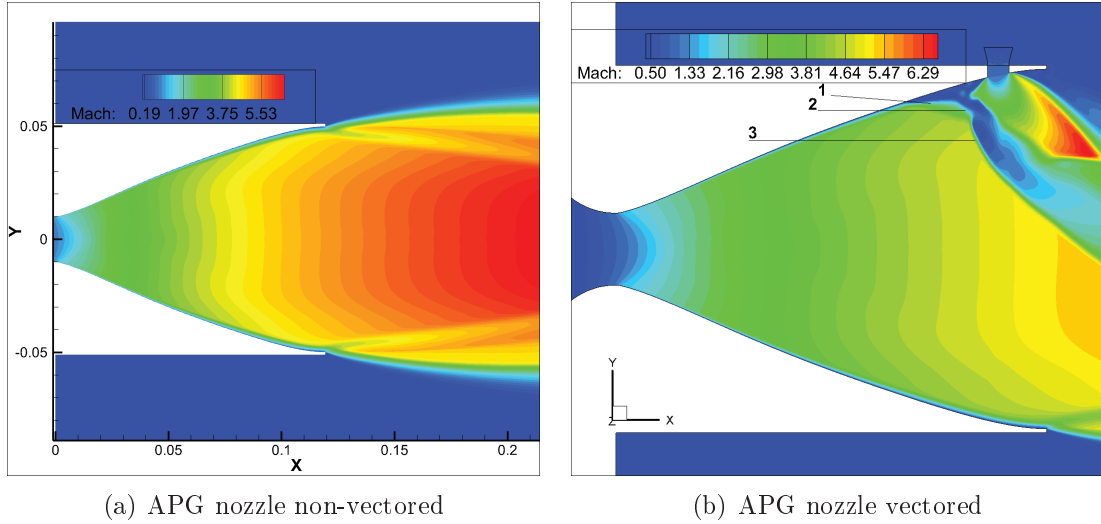 Mach: 0.19 1.97 3.75 5.53
0.05
0
-0.05
Y
0 0.05 0.1 0.15 0.2
X
Mach: 0.50 1.33 2.16 2.98 3.81 4.64 5.47 6.29
1
2
3
Y
Z X
(a) APG nozzle non-vectored
(b) APG nozzle vectored